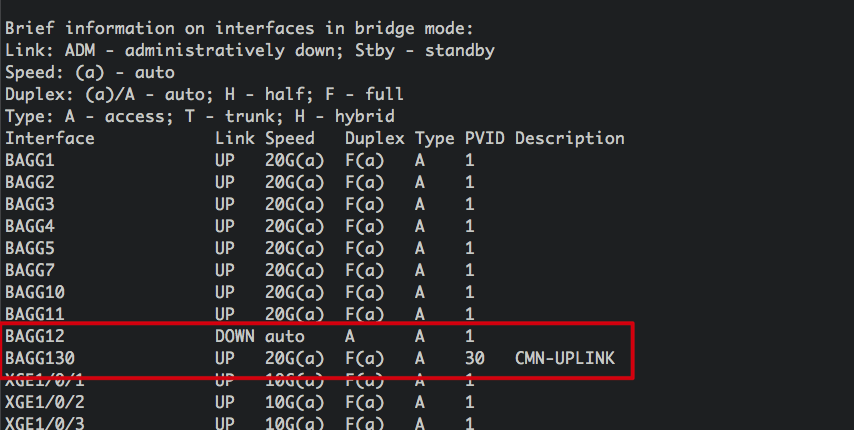 Brief information on interfaces in bridge mode:
Link: ADM - administratively down; Stby - standby
Speed: (a) - auto
Duplex: (a)/A - auto; H - half; F - full
Type: A - access; T - trunk; H - hybrid
Interface            Link Speed   Duplex Type PVID Description
BAGG1                UP   20G(a)  F(a)   A    1
BAGG2                UP   20G(a)  F(a)   A    1
BAGG3                UP   20G(a)  F(a)   A    1
BAGG4                UP   20G(a)  F(a)   A    1
BAGG5                UP   20G(a)  F(a)   A    1
BAGG7                UP   20G(a)  F(a)   A    1
BAGG10               UP   20G(a)  F(a)   A    1
BAGG11               UP   20G(a)  F(a)   A    1
BAGG12               DOWN auto    A      A    1
BAGG130              UP   20G(a)  F(a)   A    30   CMN-UPLINK
XGE1/0/1             UP   10G(a)  F(a)   A    1
XGE1/0/2             UP   10G(a)  F(a)   A    1
XGE1/0/3             UP   10G(a)  F(a)   A    1